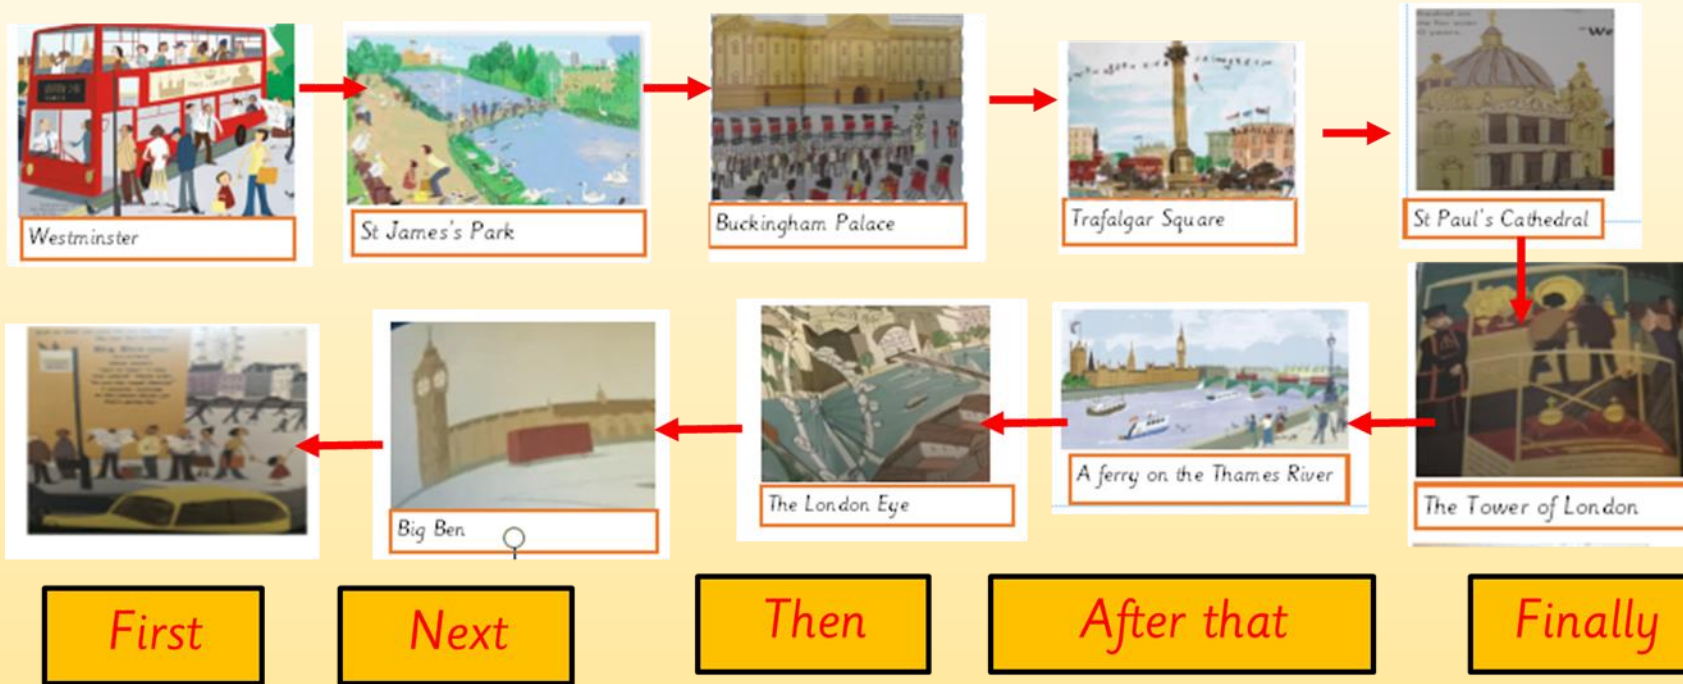 Westminster
St James's Park
Buckingham Palace
Trafalgar Square
"We
St Paul's Cathedral
The Tower of London
A ferry on the Thames River
The London Eye
Big Ben
First
Next
Then
After that
Finally